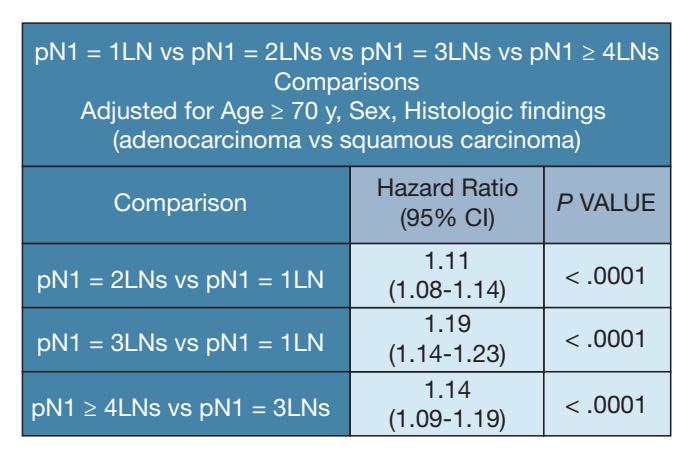 pN1 = 1LN vs pN1 = 2LNs vs pN1 = 3LNs vs pN1 ≥ 4LNs
Comparisons
Adjusted for Age ≥ 70 y, Sex, Histologic findings
(adenocarcinoma vs squamous carcinoma)
Comparison
Hazard Ratio
(95% CI)
P VALUE
pN1 = 2LNs vs pN1 = 1LN
1.11
(1.08-1.14)
< .0001
pN1 = 3LNs vs pN1 = 1LN
1.19
(1.14-1.23)
< .0001
pN1 ≥ 4LNs vs pN1 = 3LNs
1.14
(1.09-1.19)
< .0001